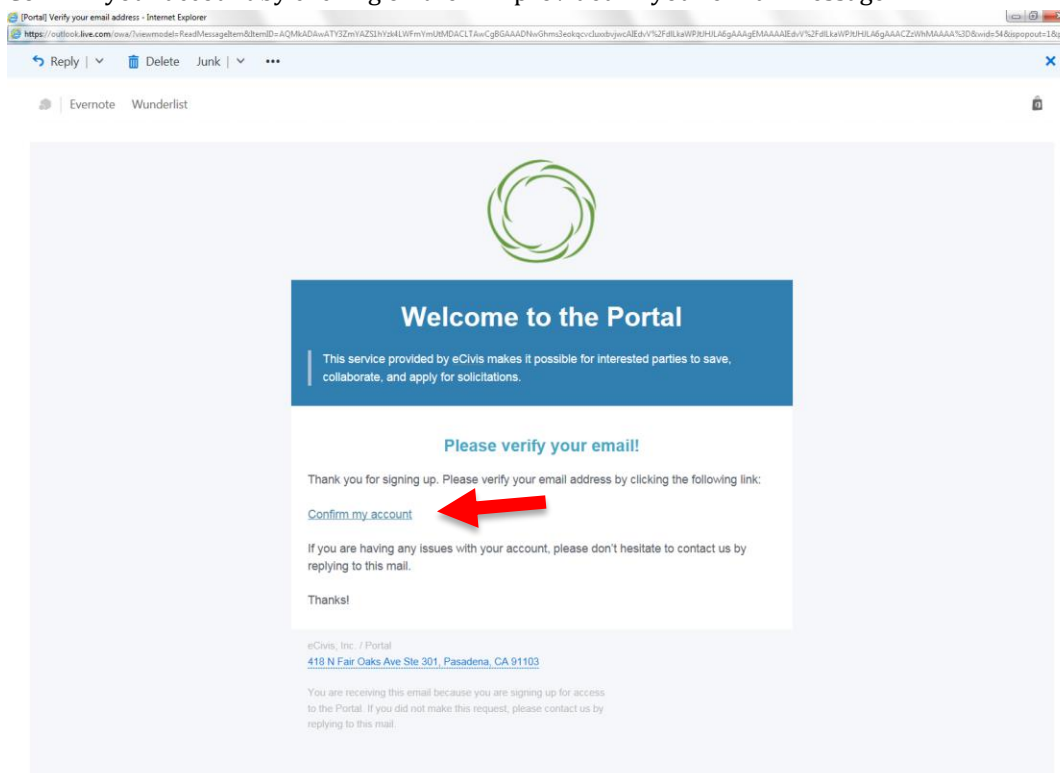 [Portal] Verify your email address - Internet Explorer
Reply | Delete Junk | •••
Evernote Wunderlist
Welcome to the Portal
This service provided by eCivis makes it possible for interested parties to save,
collaborate, and apply for solicitations.
Please verify your email!
Thank you for signing up. Please verify your email address by clicking the following link:
Confirm my account
If you are having any issues with your account, please don't hesitate to contact us by
replying to this mail.
Thanks!
eCivis, Inc. / Portal
418 N Fair Oaks Ave Ste 301, Pasadena, CA 91103
You are receiving this email because you are signing up for access
to the Portal. If you did not make this request, please contact us by
replying to this mail.